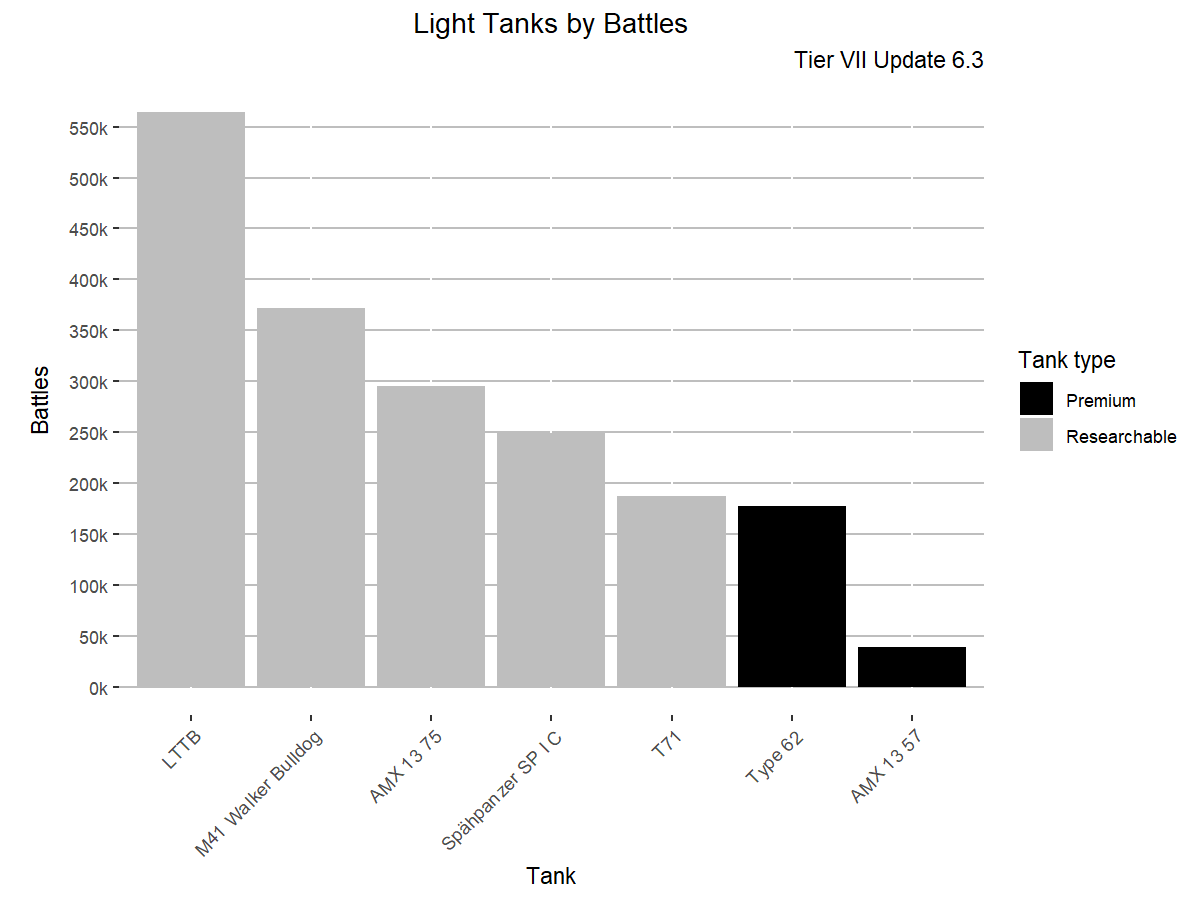 Light Tanks by Battles
Tier VII Update 6.3
550k
500k
450k
400k
350k
300k
250k
200k
150k
100k
50k
0k
Battles
LTTB
M41 Walker Bulldog
AMX 13 75
Spähpanzer SP I C
T71
Type 62
AMX 13 57
Tank
Tank type
Premium
Researchable